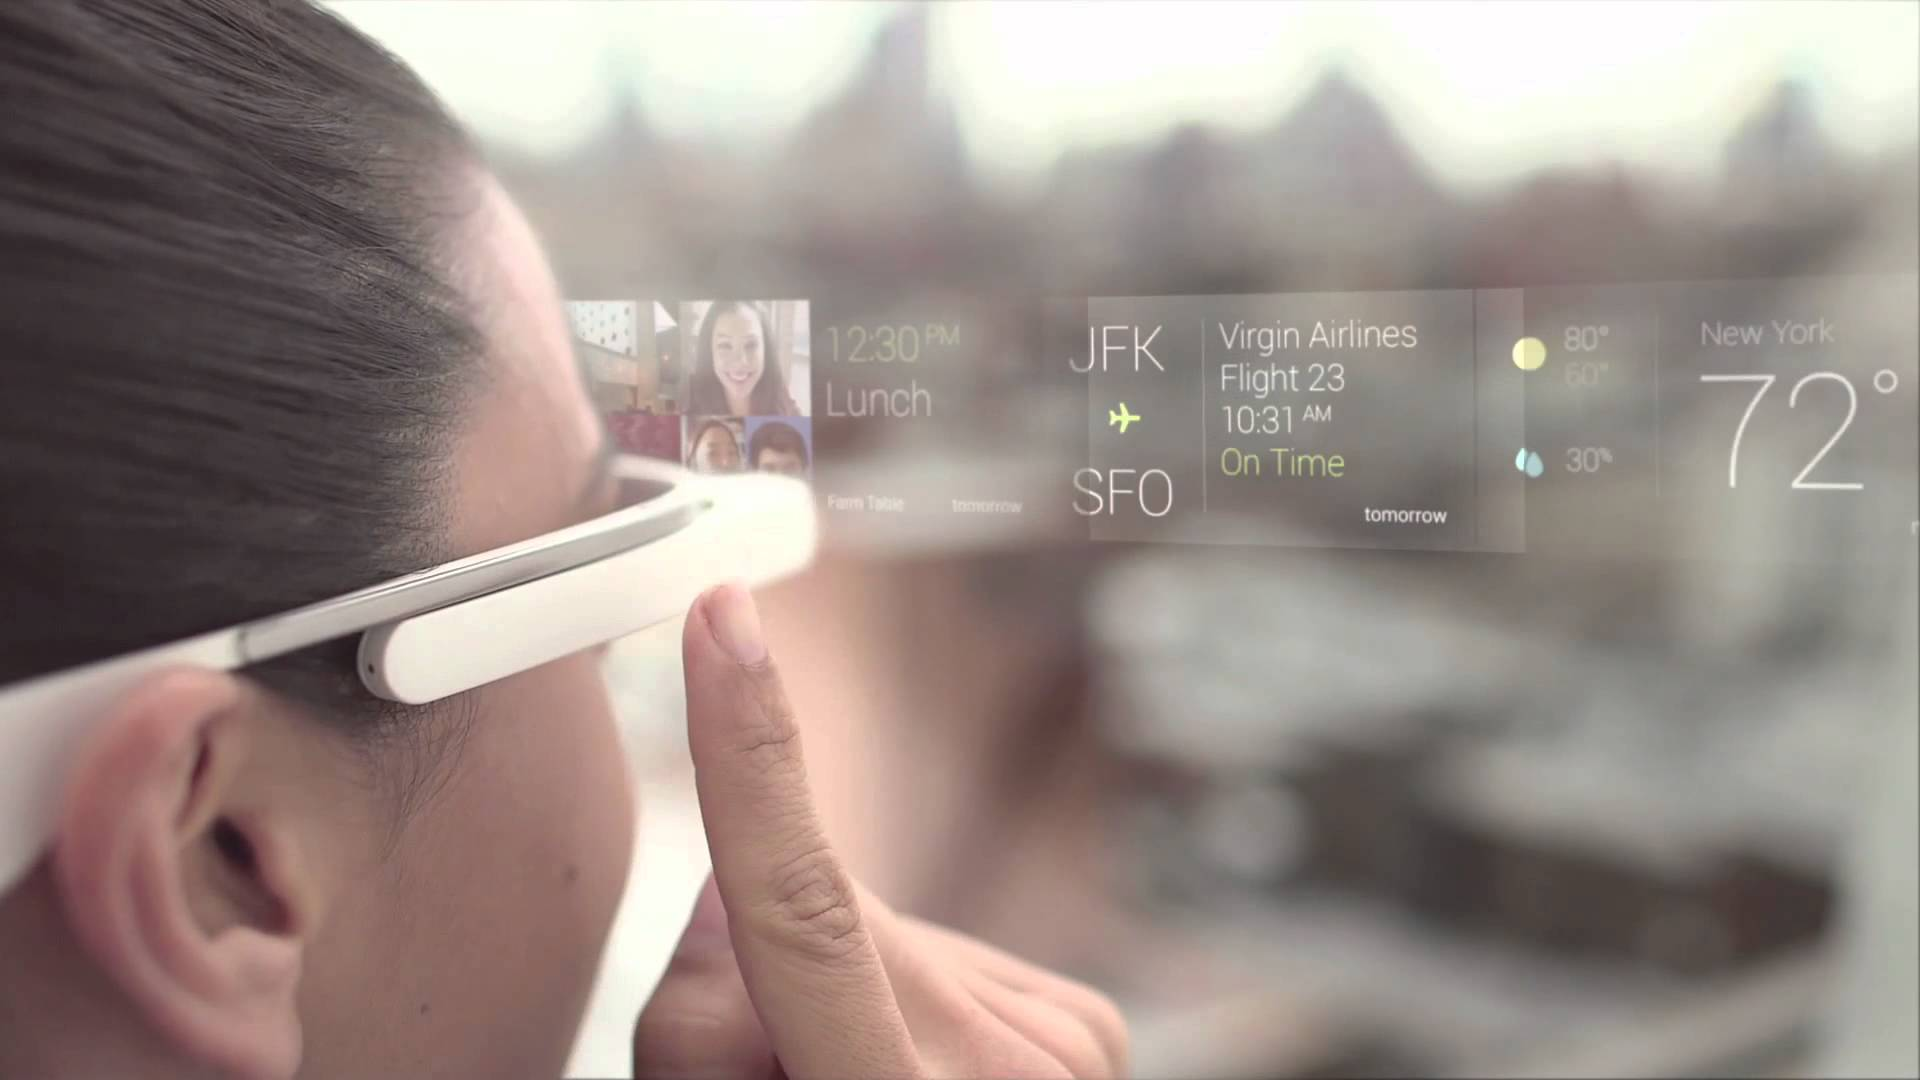 12:30 PM
Lunch
Farm Table
tomorrow
JFK
SFO
Virgin Airlines
Flight 23
10:31 AM
On Time
tomorrow
80°
60°
30%
New York
72°